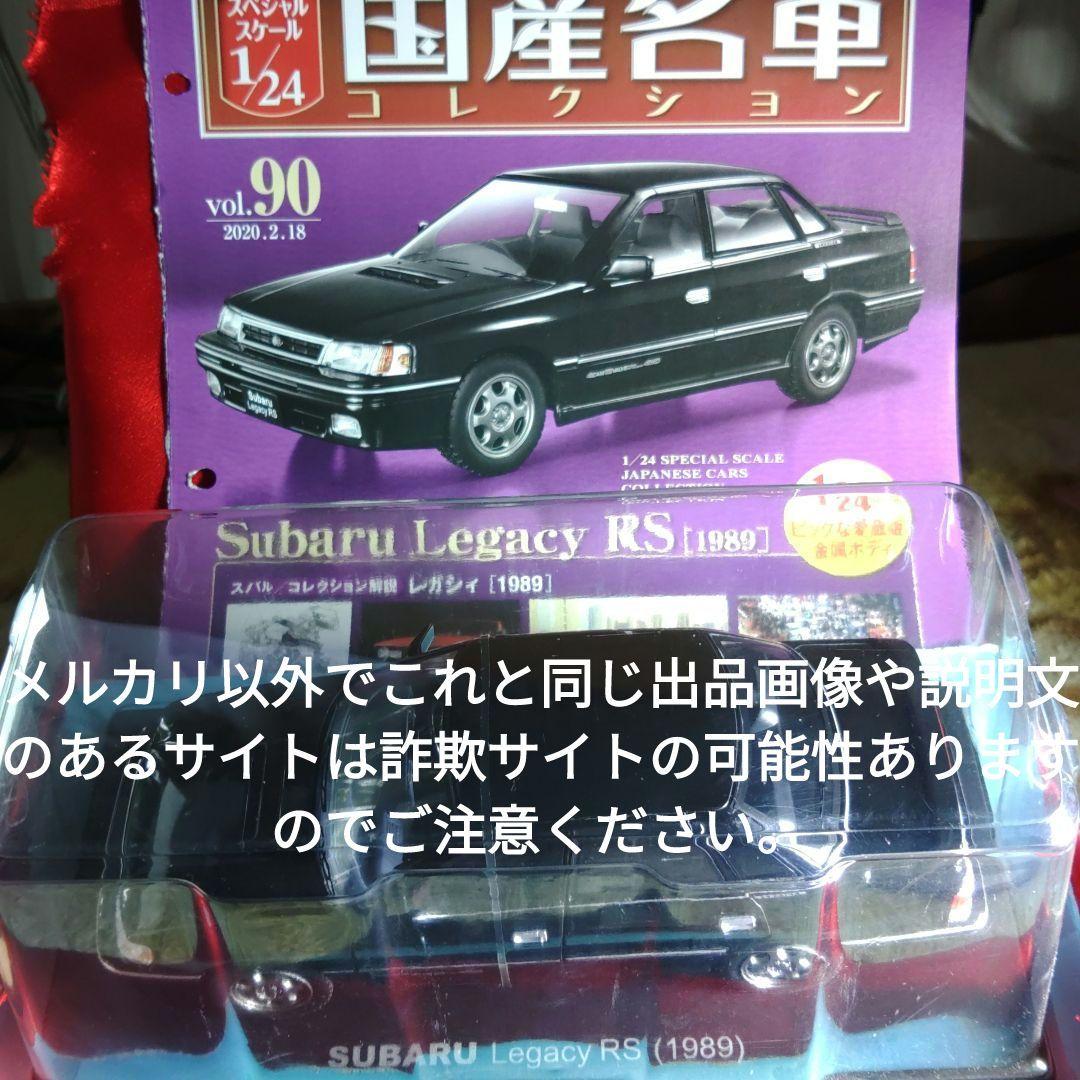 スペシャル
スケール
1/24
国産名車
コレクション
vol.90
2020.2.18
Subaru
Legacy RS
1/24 SPECIAL SCALE
JAPANESE CARS
COLLECTION
1/24
ビッグな愛蔵版
金属ボディ
Subaru Legacy RS [1989]
スバル/コレクション解説 レガシィ [1989]
メルカリ以外でこれと同じ出品画像や説明文
のあるサイトは詐欺サイトの可能性あります
のでご注意ください。
SUBARU Legacy RS (1989)